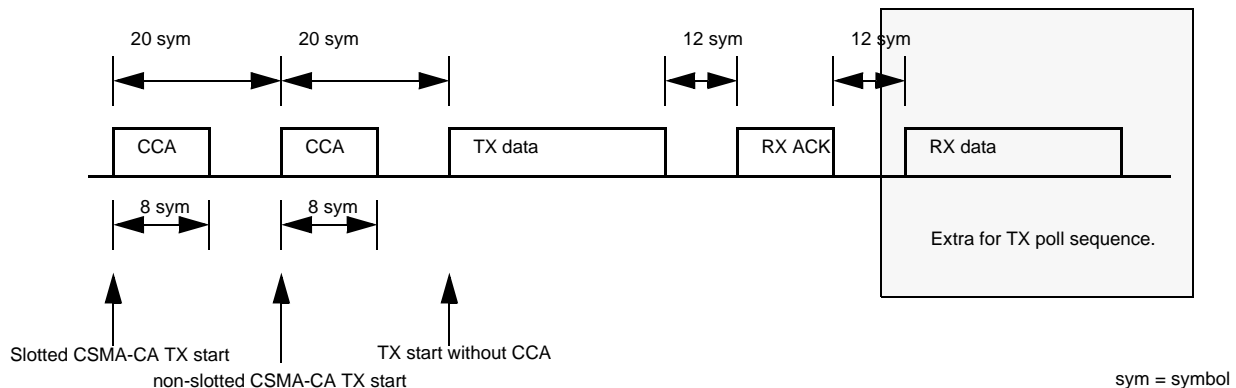 20 sym
20 sym
12 sym
12 sym
CCA
CCA
TX data
RX ACK
RX data
8 sym
8 sym
Extra for TX poll sequence.
Slotted CSMA-CA TX start
TX start without CCA
non-slotted CSMA-CA TX start
sym = symbol